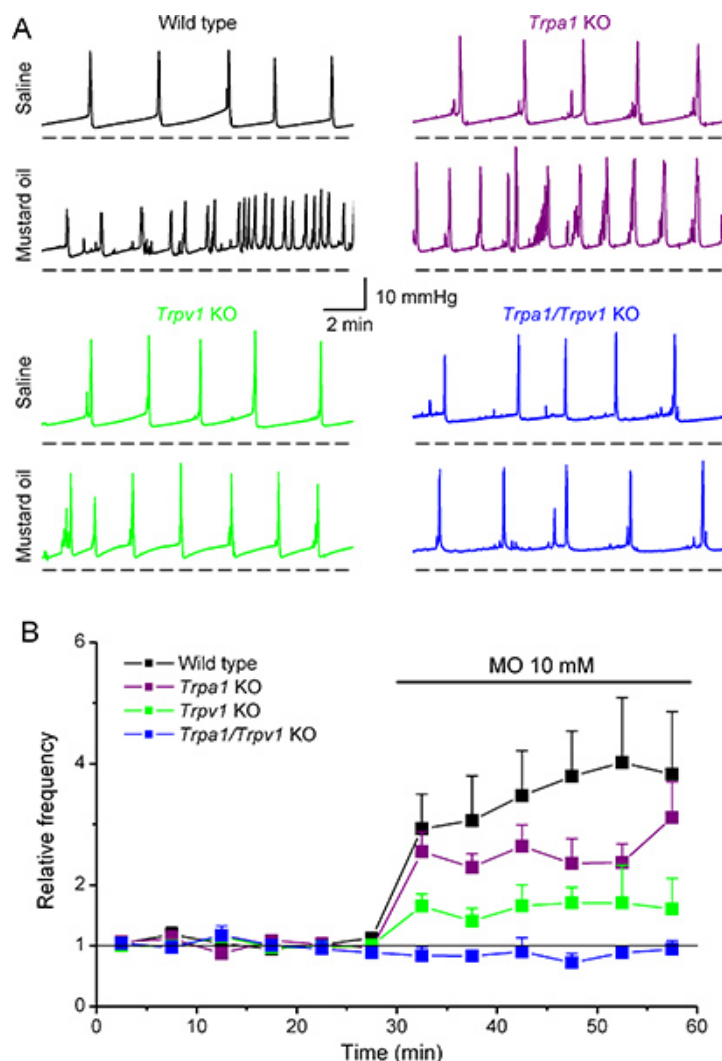 A
Wild type
Trpa1 KO
Saline
Mustard oil
10 mmHg
2 min
Trpv1 KO
Trpa1/Trpv1 KO
Saline
Mustard oil
B
6
4
2
1
0
Relative frequency
Wild type
Trpa1 KO
Trpv1 KO
Trpa1/Trpv1 KO
MO 10 mM
0 10 20 30 40 50 60
Time (min)